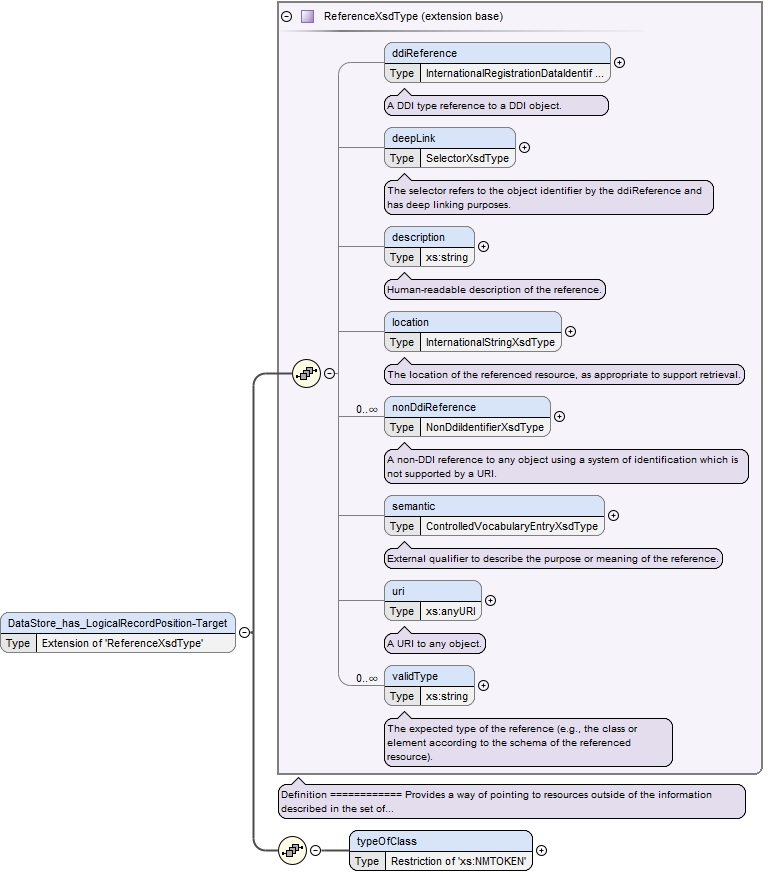 ReferenceXsdType (extension base)
ddiReference
Type InternationalRegistrationDataIdentif ...
A DDI type reference to a DDI object.
deepLink
Type SelectorXsdType
The selector refers to the object identifier by the ddiReference and
has deep linking purposes.
description
Type xs:string
Human-readable description of the reference.
location
Type InternationalStringXsdType
The location of the referenced resource, as appropriate to support retrieval.
0..∞
nonDdiReference
Type NonDdiIdentifierXsdType
A non-DDI reference to any object using a system of identification which is
not supported by a URI.
semantic
Type ControlledVocabularyEntryXsdType
External qualifier to describe the purpose or meaning of the reference.
uri
Type xs:anyURI
A URI to any object.
0..∞
validType
Type xs:string
The expected type of the reference (e.g., the class or
element according to the schema of the referenced
resource).
DataStore_has_LogicalRecordPosition-Target
Type Extension of 'ReferenceXsdType'
Definition ============ Provides a way of pointing to resources outside of the information
described in the set of...
typeOfClass
Type Restriction of 'xs:NMTOKEN'